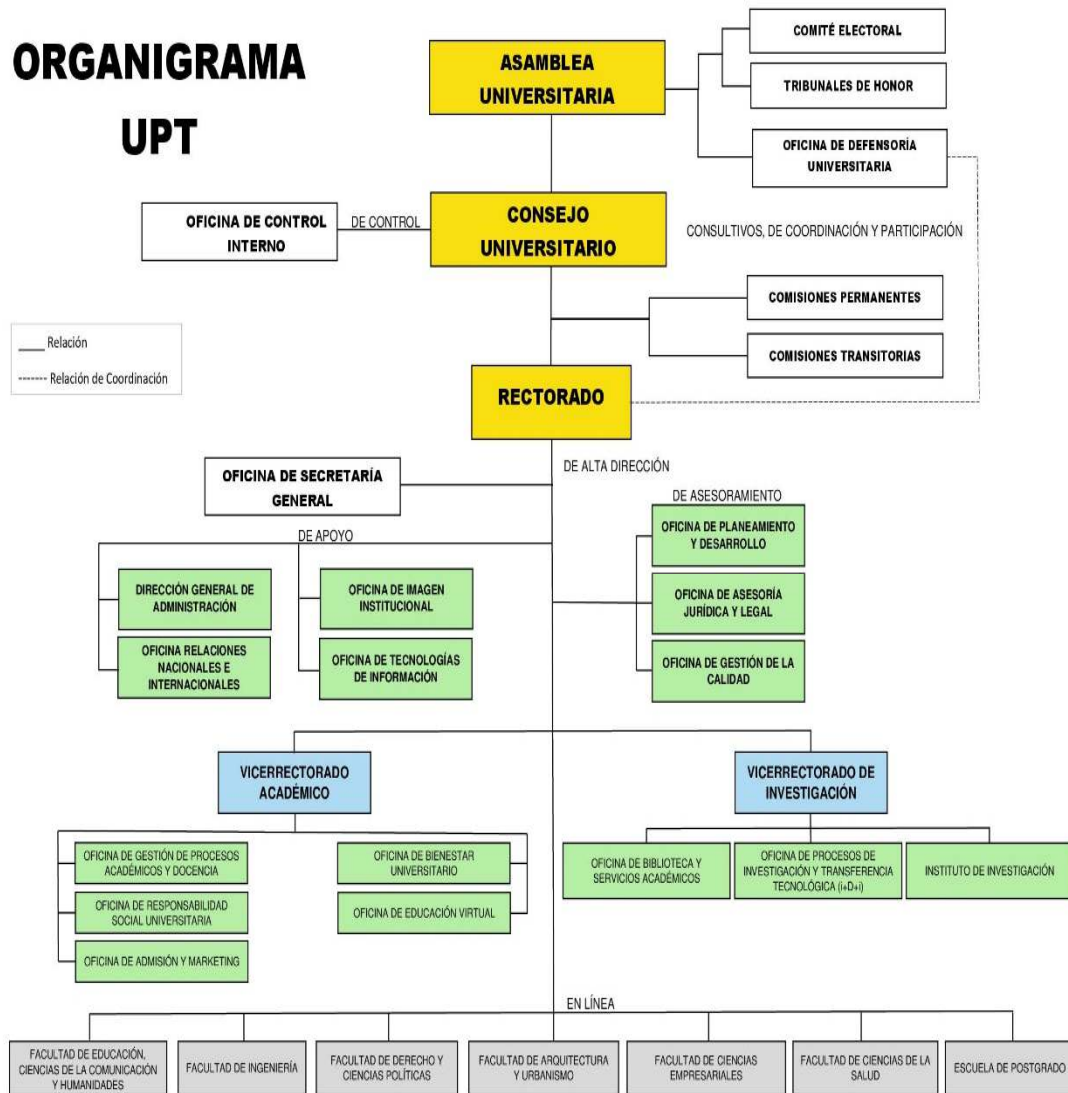 ORGANIGRAMA
UPT
ASAMBLEA
UNIVERSITARIA
COMITÉ ELECTORAL
TRIBUNALES DE HONOR
OFICINA DE DEFENSORÍA
UNIVERSITARIA
OFICINA DE CONTROL
INTERNO
DE CONTROL
CONSEJO
UNIVERSITARIO
CONSULTIVOS, DE COORDINACIÓN Y PARTICIPACIÓN
COMISIONES PERMANENTES
COMISIONES TRANSITORIAS
Relación
Relación de Coordinación
RECTORADO
DE ALTA DIRECCIÓN
OFICINA DE SECRETARÍA
GENERAL
DE ASESORAMIENTO
OFICINA DE PLANEAMIENTO
Y DESARROLLO
OFICINA DE ASESORÍA
JURÍDICA Y LEGAL
OFICINA DE GESTIÓN DE LA
CALIDAD
DE APOYO
DIRECCIÓN GENERAL DE
ADMINISTRACIÓN
OFICINA DE IMAGEN
INSTITUCIONAL
OFICINA RELACIONES
NACIONALES E
INTERNACIONALES
OFICINA DE TECNOLOGÍAS
DE INFORMACIÓN
VICERRECTORADO
ACADÉMICO
VICERRECTORADO DE
INVESTIGACIÓN
OFICINA DE GESTIÓN DE PROCESOS
ACADÉMICOS Y DOCENCIA
OFICINA DE RESPONSABILIDAD
SOCIAL UNIVERSITARIA
OFICINA DE ADMISIÓN Y MARKETING
OFICINA DE BIENESTAR
UNIVERSITARIO
OFICINA DE EDUCACIÓN VIRTUAL
OFICINA DE BIBLIOTECA Y
SERVICIOS ACADÉMICOS
OFICINA DE PROCESOS DE
INVESTIGACIÓN Y TRANSFERENCIA
TECNOLÓGICA (i+D+i)
INSTITUTO DE INVESTIGACIÓN
EN LÍNEA
FACULTAD DE EDUCACIÓN,
CIENCIAS DE LA COMUNICACIÓN
Y HUMANIDADES
FACULTAD DE INGENIERÍA
FACULTAD DE DERECHO Y
CIENCIAS POLÍTICAS
FACULTAD DE ARQUITECTURA
Y URBANISMO
FACULTAD DE CIENCIAS
EMPRESARIALES
FACULTAD DE CIENCIAS DE LA
SALUD
ESCUELA DE POSTGRADO